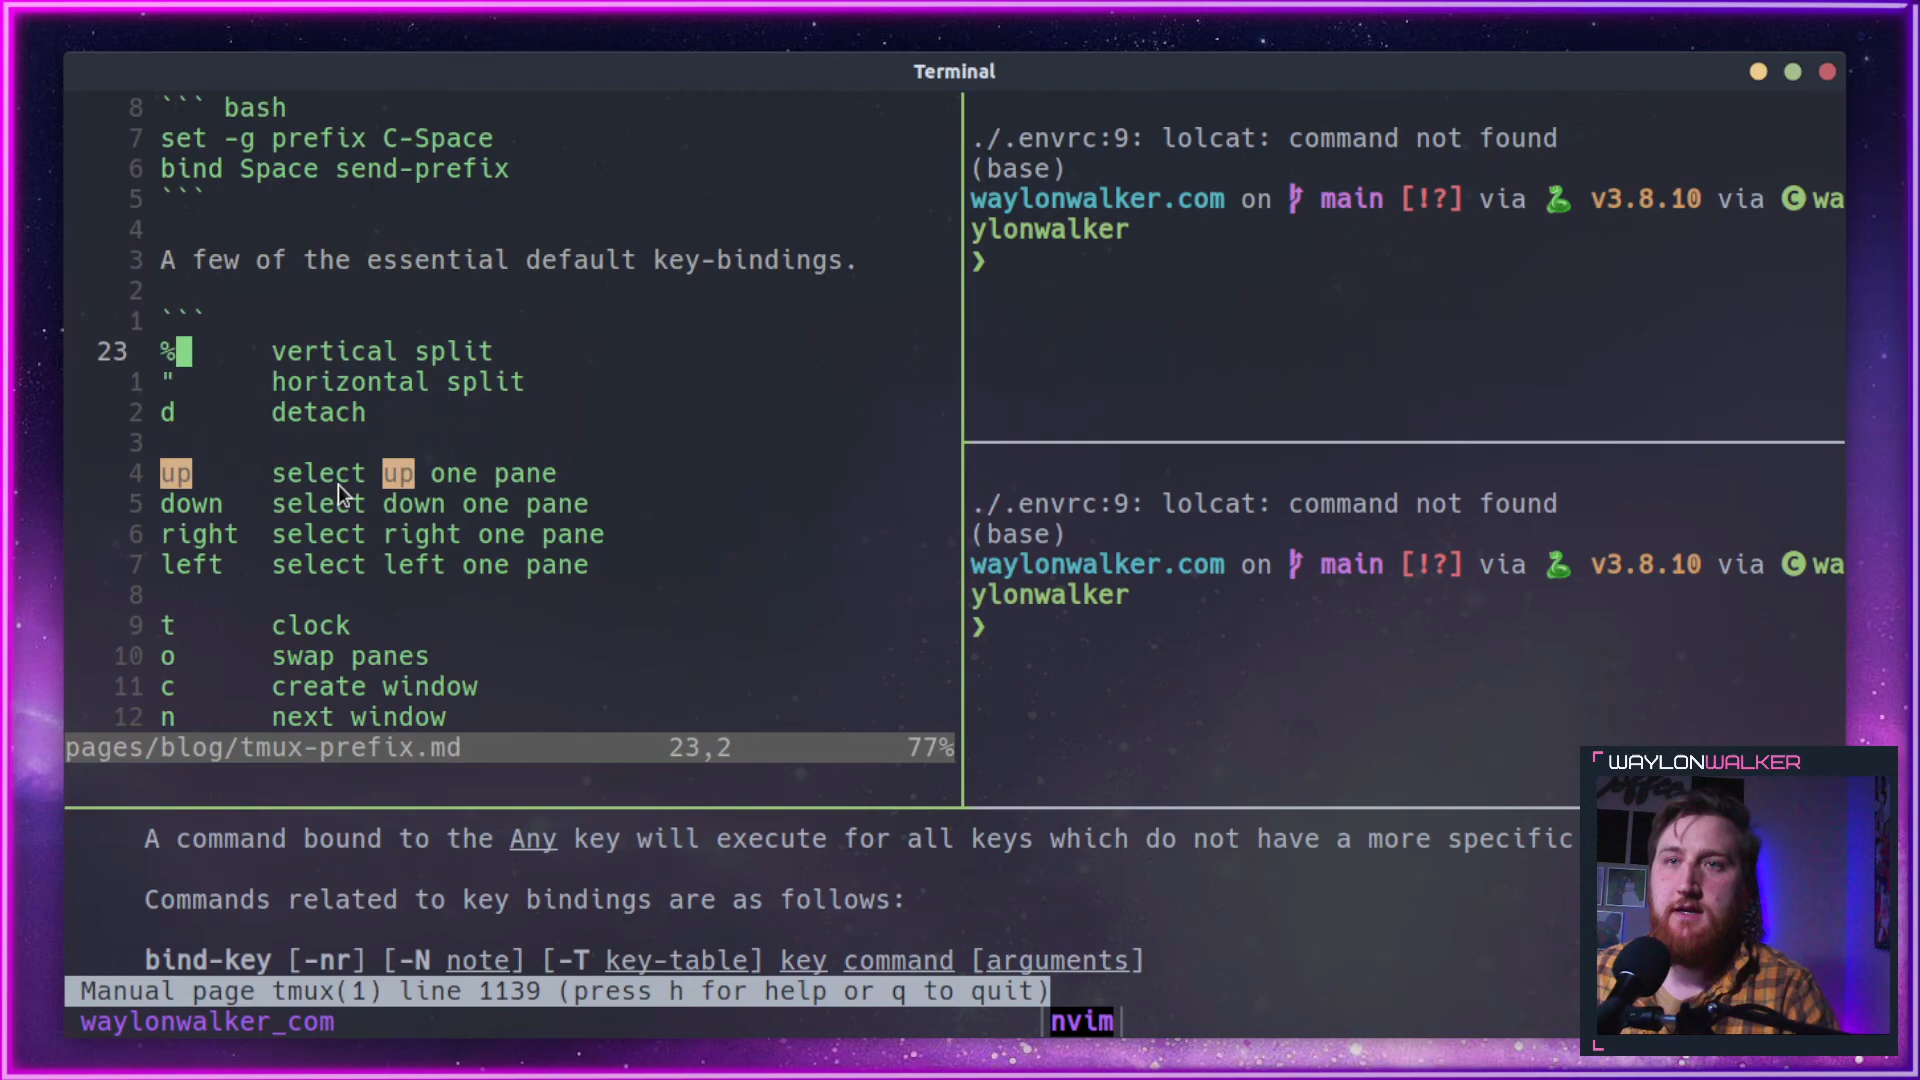 Terminal
8 ``` bash
7 set -g prefix C-Space
6 bind Space send-prefix
5 ```
4
3 A few of the essential default key-bindings.
2
1 ```
23 % vertical split
1 " horizontal split
2 d detach
3
4 up select up one pane
5 down select down one pane
6 right select right one pane
7 left select left one pane
8
9 t clock
10 o swap panes
11 c create window
12 n next window
pages/blog/tmux-prefix.md 23,2 77%
./.envrc:9: lolcat: command not found
(base)
waylonwalker.com on main [!?] via v3.8.10 via C wa
ylonwalker
❯
./.envrc:9: lolcat: command not found
(base)
waylonwalker.com on main [!?] via v3.8.10 via C wa
ylonwalker
❯
A command bound to the Any key will execute for all keys which do not have a more specific
Commands related to key bindings are as follows:
bind-key [-nr] [-N note] [-T key-table] key command [arguments]
Manual page tmux(1) line 1139 (press h for help or q to quit)
waylonwalker_com nvim
WAYLONWALKER